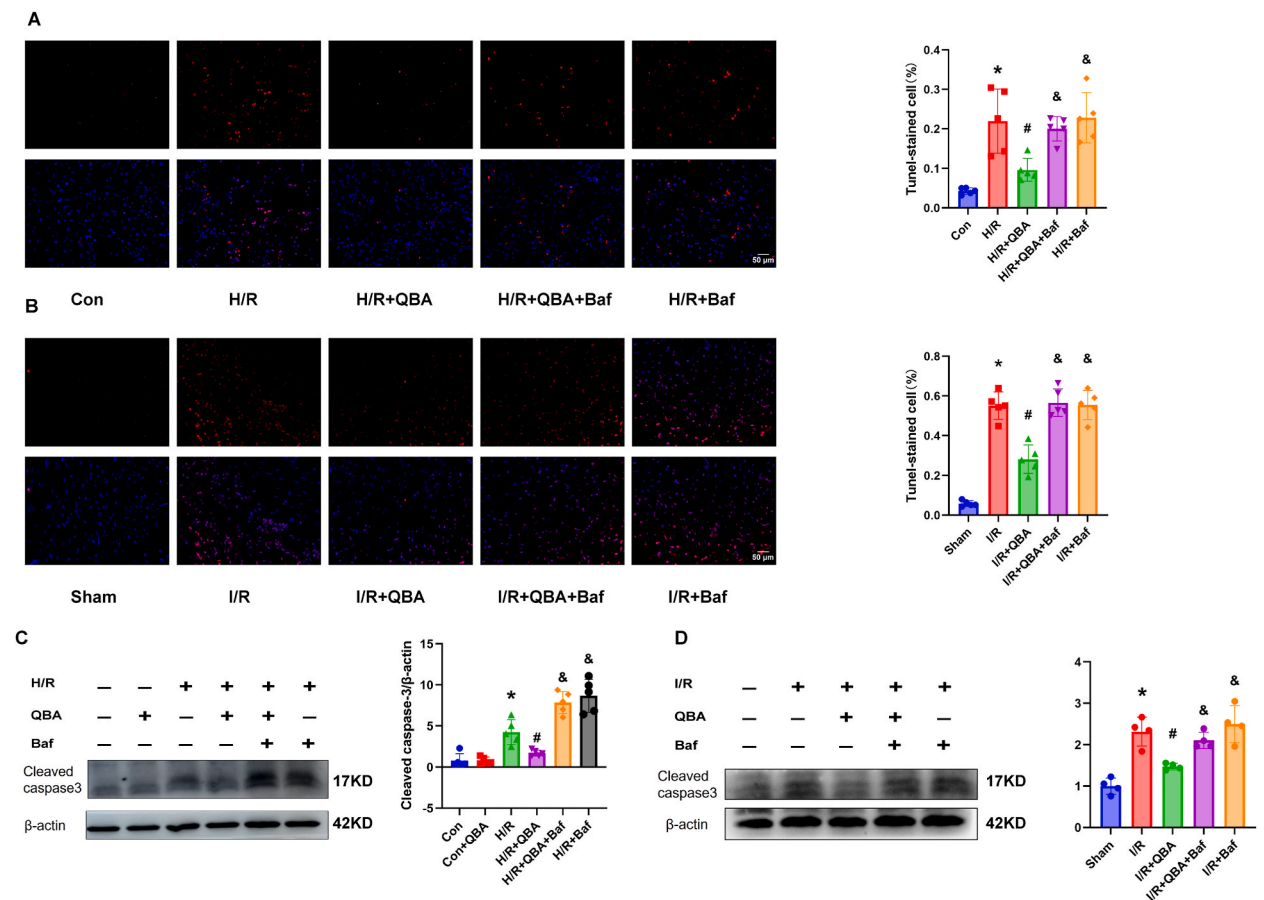 A
50 μm
Con H/R H/R+QBA H/R+QBA+Baf H/R+Baf
Tunel-stained cell(%)
0.4
0.3
0.2
0.1
0.0
* # & &
Con H/R H/R+QBA H/R+QBA+Baf H/R+Baf
B
50 μm
Sham I/R I/R+QBA I/R+QBA+Baf I/R+Baf
Tunel-stained cell(%)
0.8
0.6
0.4
0.2
0.0
* # & &
Sham I/R I/R+QBA I/R+QBA+Baf I/R+Baf
C
H/R — — + + + +
QBA — + — + + —
Baf — — — — + +
Cleaved
caspase3
17KD
β-actin 42KD
Cleaved caspase-3/β-actin
15
10
5
0
-5
* # & &
Con Con+QBA H/R H/R+QBA H/R+QBA+Baf H/R+Baf
D
I/R — + + + +
QBA — — + + —
Baf — — — + +
Cleaved
caspase3
17KD
β-actin 42KD
4
3
2
1
0
* # & &
Sham I/R I/R+QBA I/R+QBA+Baf I/R+Baf